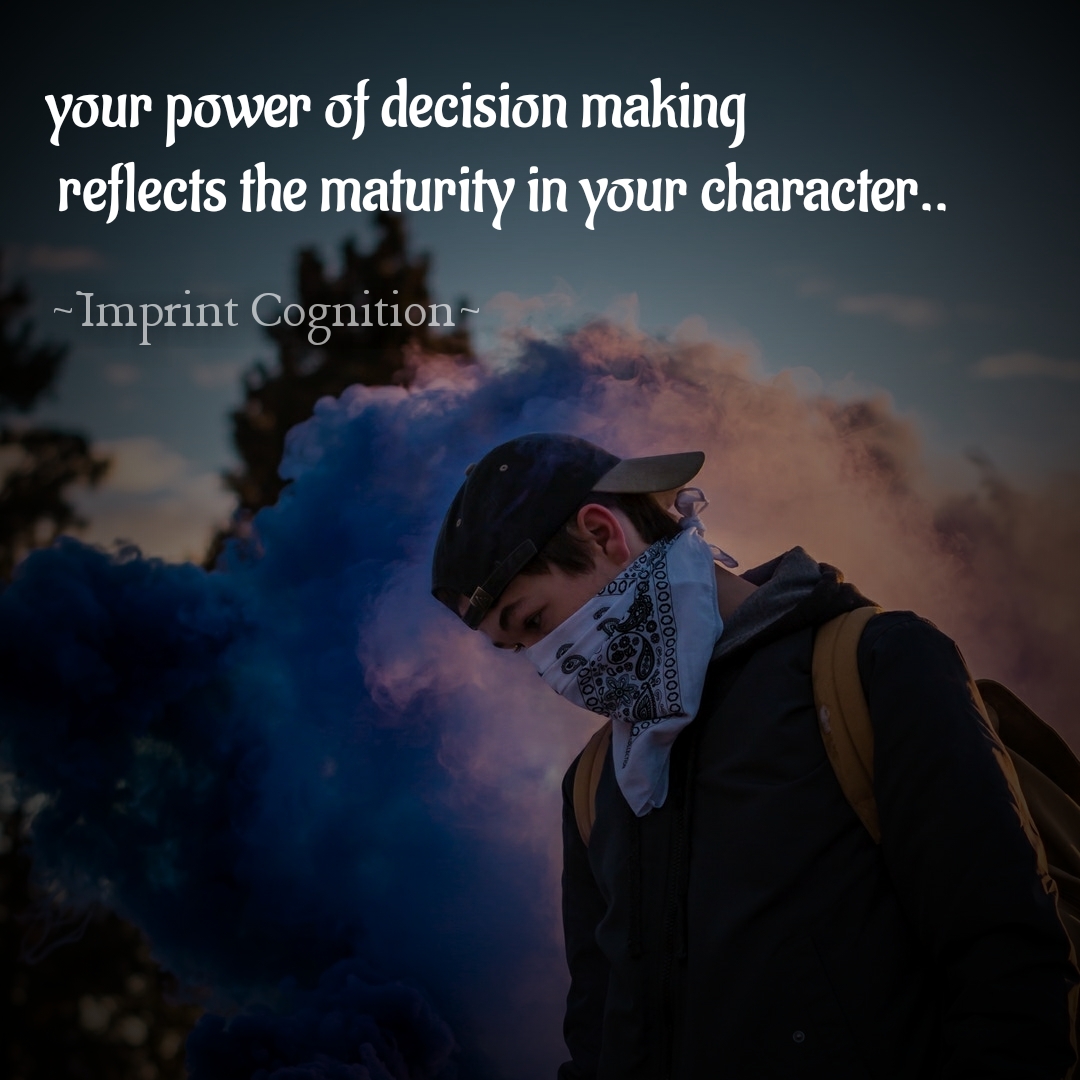 your power of decision making
reflects the maturity in your character..
~Imprint Cognition~